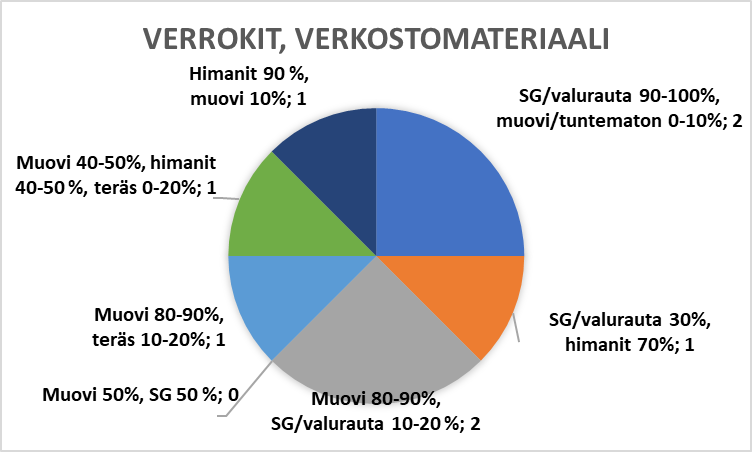 VERROKIT, VERKOSTOMATERIAALI
Himanit 90 %,
muovi 10%; 1
SG/valurauta 90-100%,
muovi/tuntematon 0-10%; 2
Muovi 40-50%, himanit
40-50 %, teräs 0-20%; 1
Muovi 80-90%,
teräs 10-20%; 1
SG/valurauta 30%,
himanit 70%; 1
Muovi 50%, SG 50 %; 0
Muovi 80-90%,
SG/valurauta 10-20 %; 2